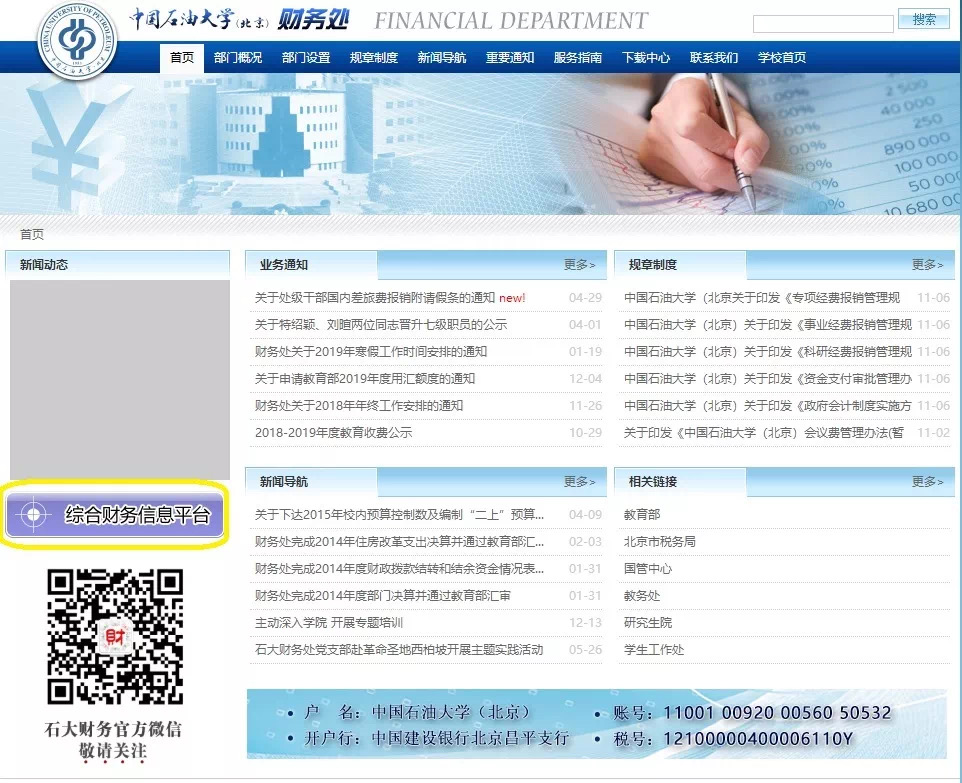 中国石油大学(北京) 财务处 FINANCIAL DEPARTMENT
搜索
首页 部门概况 部门设置 规章制度 新闻导航 重要通知 服务指南 下载中心 联系我们 学校首页
2 500
40 000
250
890 000
100 000
50 000
10 680 000
首页
新闻动态
综合财务信息平台
财
石大财务官方微信
敬请关注
业务通知 更多>
关于处级干部国内差旅费报销附请假条的通知 new! 04-29
关于特绍颖、刘暄两位同志晋升七级职员的公示 04-01
财务处关于2019年寒假工作时间安排的通知 01-19
关于申请教育部2019年度用汇额度的通知 12-04
财务处关于2018年年终工作安排的通知 11-26
2018-2019年度教育收费公示 10-29
规章制度 更多>
中国石油大学（北京关于印发《专项经费报销管理规 11-06
中国石油大学（北京）关于印发《事业经费报销管理规 11-06
中国石油大学（北京）关于印发《科研经费报销管理规 11-06
中国石油大学（北京）关于印发《资金支付审批管理办 11-06
中国石油大学（北京）关于印发《政府会计制度实施方 11-06
关于印发《中国石油大学（北京）会议费管理办法(暂 11-02
新闻导航 更多>
关于下达2015年校内预算控制数及编制“二上”预算... 04-09
财务处完成2014年住房改革支出决算并通过教育部汇... 02-03
财务处完成2014年度财政拨款结转和结余资金情况表... 01-31
财务处完成2014年度部门决算并通过教育部汇审 01-31
主动深入学院 开展专题培训 12-13
石大财务处党支部赴革命圣地西柏坡开展主题实践活动 05-26
相关链接 更多>
教育部
北京市税务局
国管中心
教务处
研究生院
学生工作处
• 户 名：中国石油大学（北京） • 账号：11001 00920 00560 50532
• 开户行：中国建设银行北京昌平支行 • 税号：12100000400006110Y